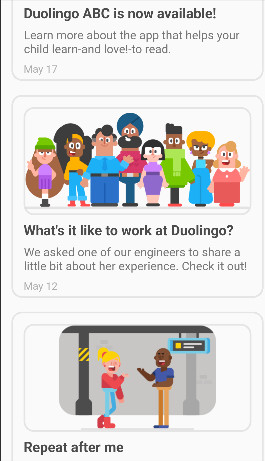 Duolingo ABC is now available!
Learn more about the app that helps your
child learn-and love!-to read.
May 17
What's it like to work at Duolingo?
We asked one of our engineers to share a
little bit about her experience. Check it out!
May 12
Repeat after me